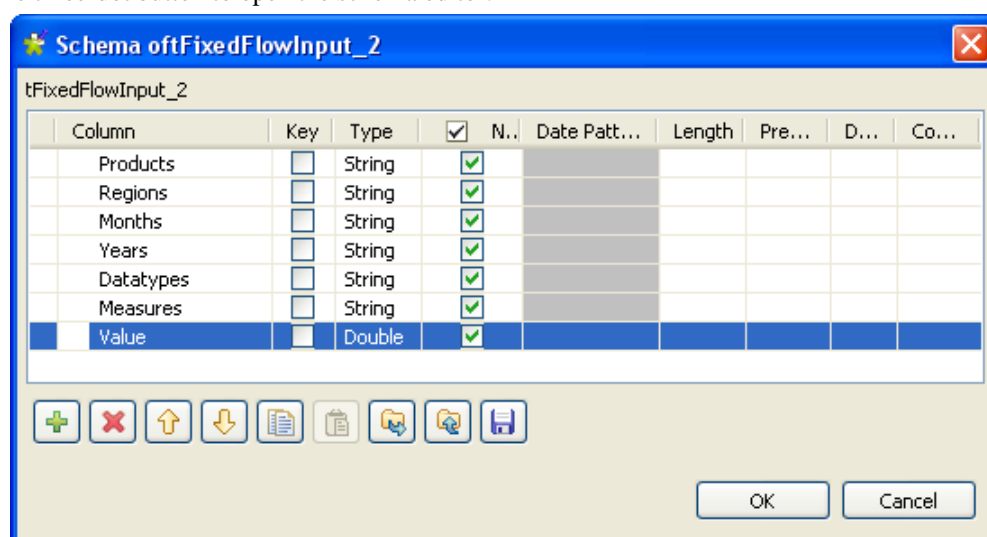 Schema oftFixedFlowInput_2
tFixedFlowInput_2
Column Key Type N.. Date Patt... Length Pre... D... Co...
Products String
Regions String
Months String
Years String
Datatypes String
Measures String
Value Double
OK Cancel